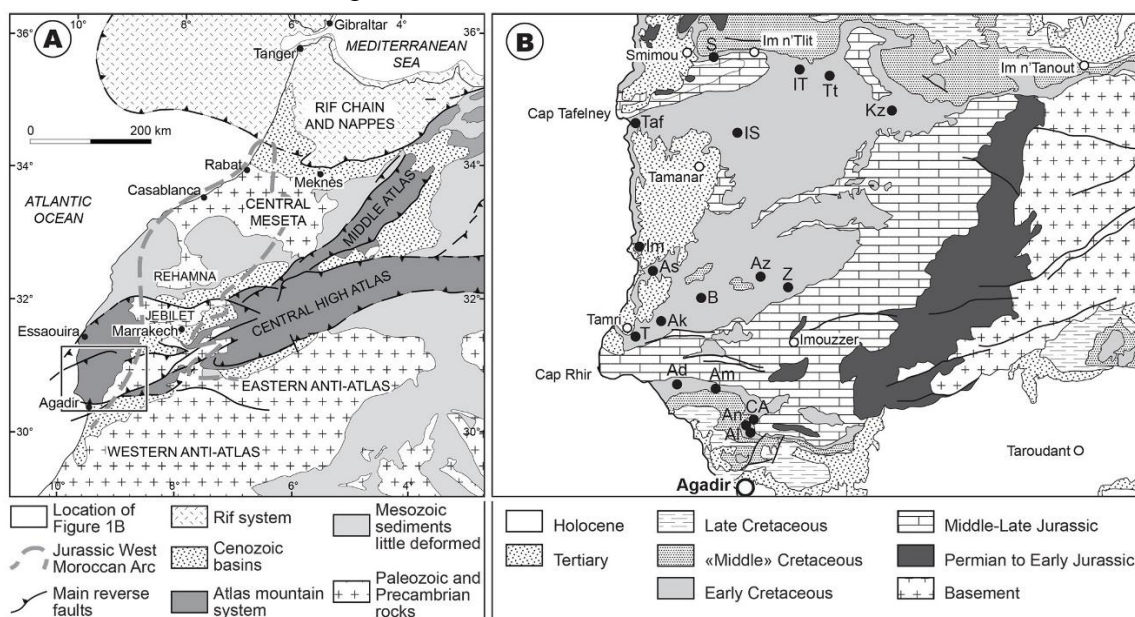 A
10° 8° 6° 4°
36°
Gibraltar
Tanger
MEDITERRANEAN
SEA
36°
RIF CHAIN
AND NAPPES
0 200 km
34°
Rabat
34°
Casablanca
Meknès
ATLANTIC
OCEAN
CENTRAL
MESETA
MIDDLE ATLAS
REHAMNA
32°
JEBILET
CENTRAL HIGH ATLAS
32°
Essaouira
Marrakech
EASTERN ANTI-ATLAS
Agadir
30°
WESTERN ANTI-ATLAS
30°
10° 8° 6° 4°
Location of
Figure 1B
Jurassic West
Moroccan Arc
Main reverse
faults
Rif system
Cenozoic
basins
Atlas mountain
system
Mesozoic
sediments
little deformed
Paleozoic and
Precambrian
rocks
B
S
Im n'Tlit
Smimou
Im n'Tanout
IT
Tt
Cap Tafelney
Kz
Taf
IS
Tamanar
Im
As
Az
Z
B
Tamri
Ak
T
Imouzzer
Cap Rhir
Ad
Am
CA
An
Taroudant
Agadir
Holocene
Tertiary
Late Cretaceous
«Middle» Cretaceous
Early Cretaceous
Middle-Late Jurassic
Permian to Early Jurassic
Basement